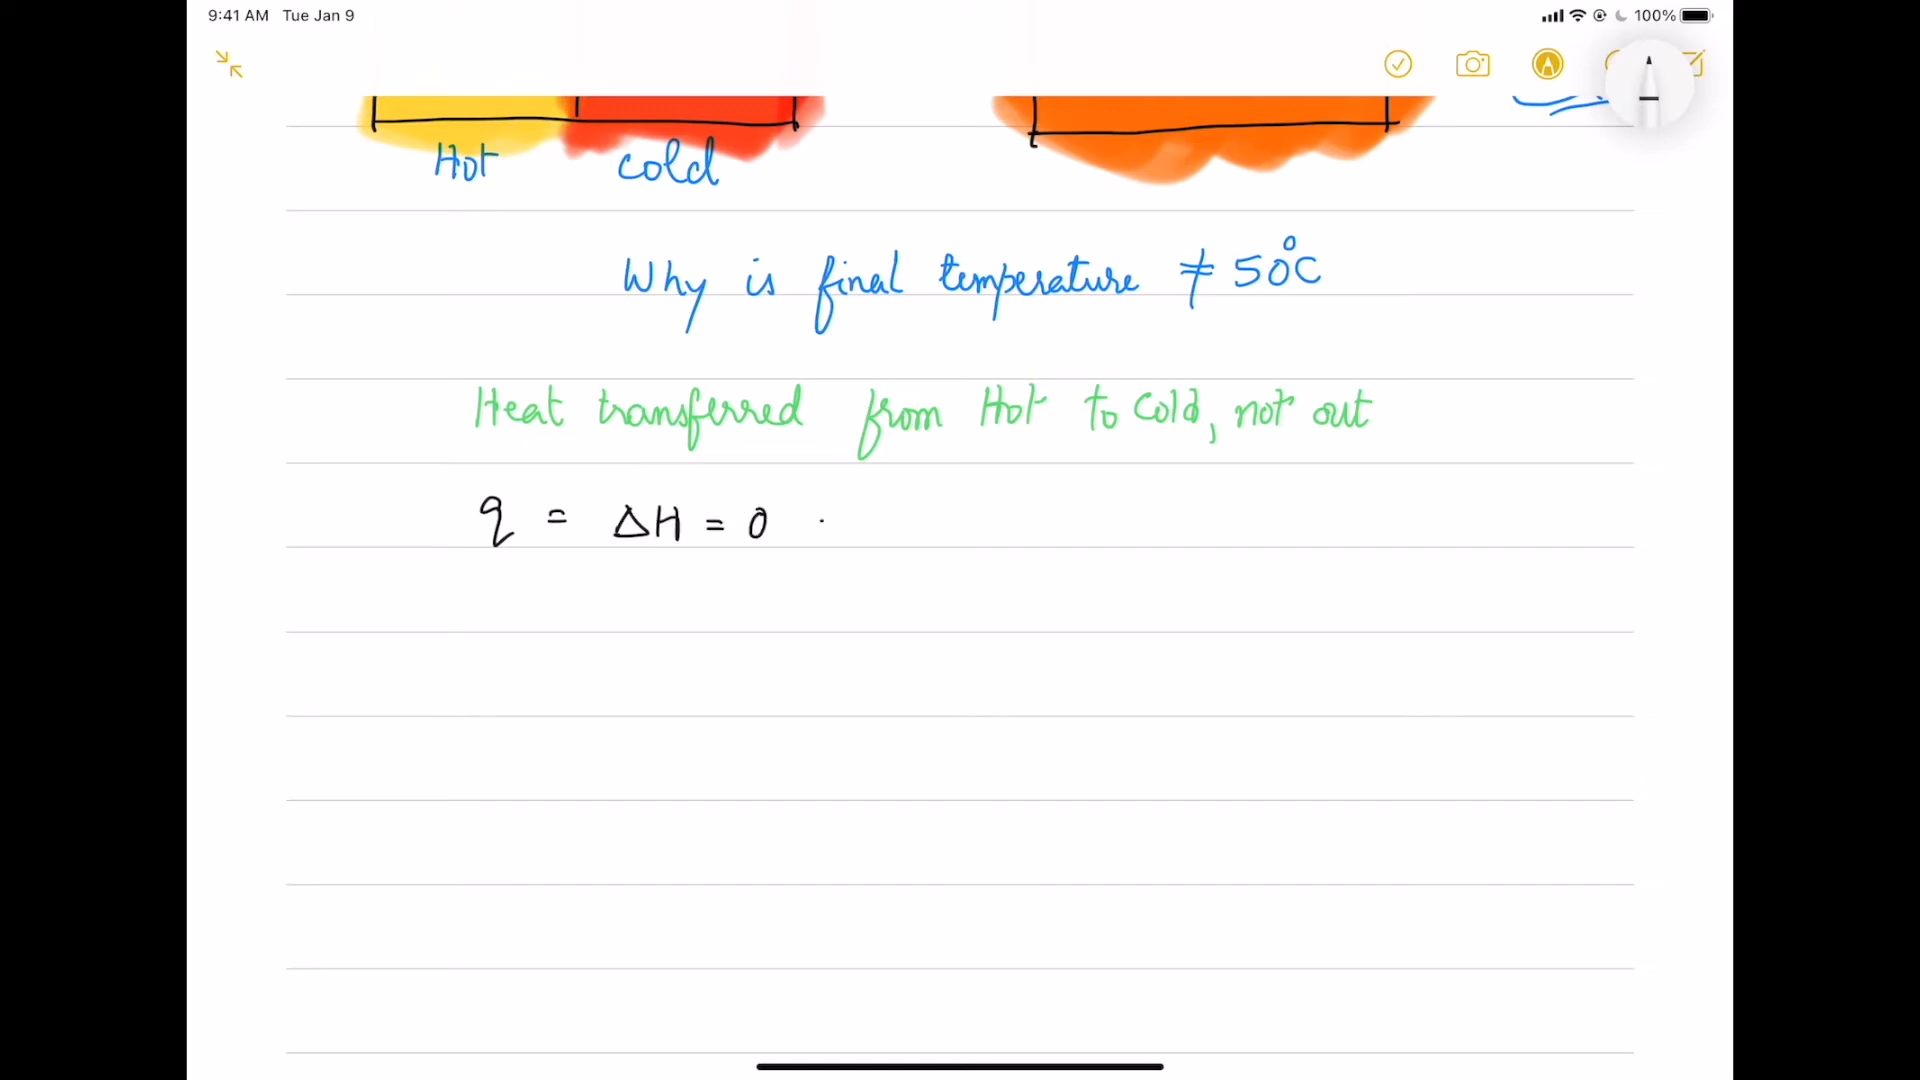 9:41 AM Tue Jan 9 100%
Hot cold
Why is final temperature ≠ 50°C
Heat transferred from Hot to Cold, not out
q = ΔH = 0